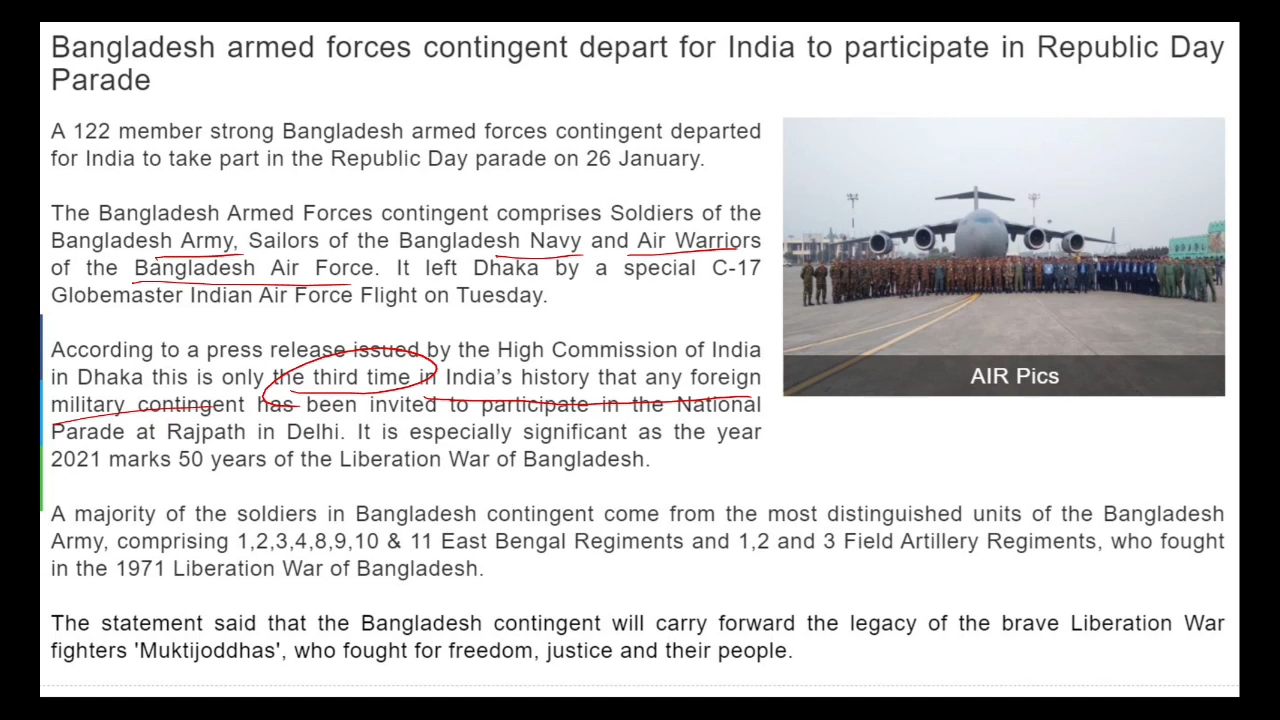 Bangladesh armed forces contingent depart for India to participate in Republic Day
Parade
A 122 member strong Bangladesh armed forces contingent departed
for India to take part in the Republic Day parade on 26 January.
The Bangladesh Armed Forces contingent comprises Soldiers of the
Bangladesh Army, Sailors of the Bangladesh Navy and Air Warriors
of the Bangladesh Air Force. It left Dhaka by a special C-17
Globemaster Indian Air Force Flight on Tuesday.
According to a press release issued by the High Commission of India
in Dhaka this is only the third time in India's history that any foreign
military contingent has been invited to participate in the National
Parade at Rajpath in Delhi. It is especially significant as the year
2021 marks 50 years of the Liberation War of Bangladesh.
AIR Pics
A majority of the soldiers in Bangladesh contingent come from the most distinguished units of the Bangladesh
Army, comprising 1,2,3,4,8,9,10 & 11 East Bengal Regiments and 1,2 and 3 Field Artillery Regiments, who fought
in the 1971 Liberation War of Bangladesh.
The statement said that the Bangladesh contingent will carry forward the legacy of the brave Liberation War
fighters 'Muktijoddhas', who fought for freedom, justice and their people.